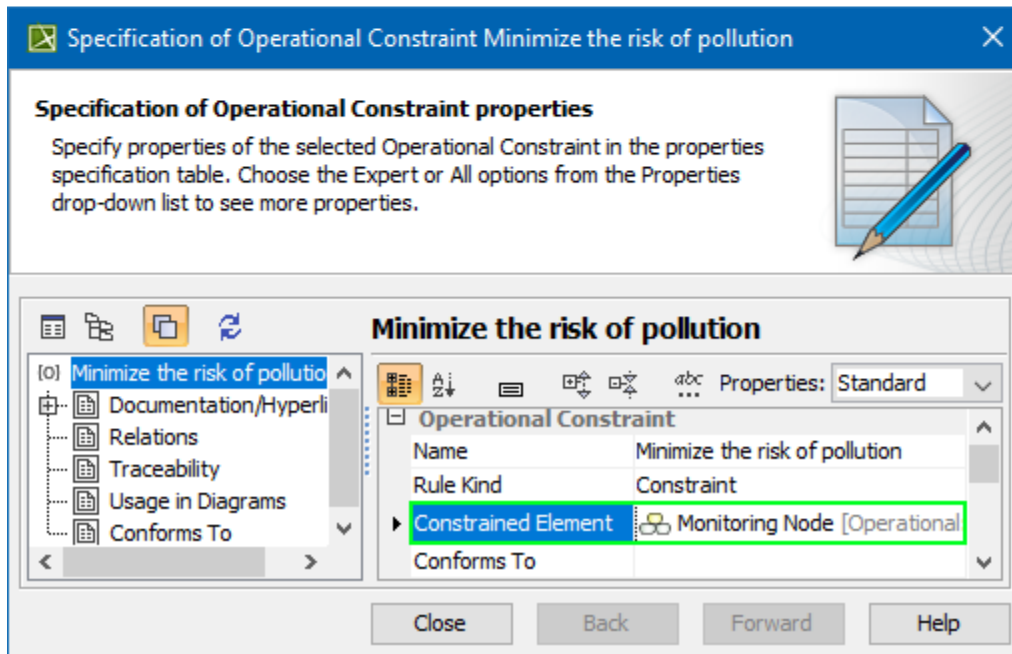 Specification of Operational Constraint Minimize the risk of pollution
Specification of Operational Constraint properties
Specify properties of the selected Operational Constraint in the properties
specification table. Choose the Expert or All options from the Properties
drop-down list to see more properties.
Minimize the risk of pollution
{O} Minimize the risk of pollutio
Documentation/Hyperli
Relations
Traceability
Usage in Diagrams
Conforms To
abc... Properties: Standard
Operational Constraint
Name Minimize the risk of pollution
Rule Kind Constraint
Constrained Element Monitoring Node [Operational
Conforms To
Close Back Forward Help